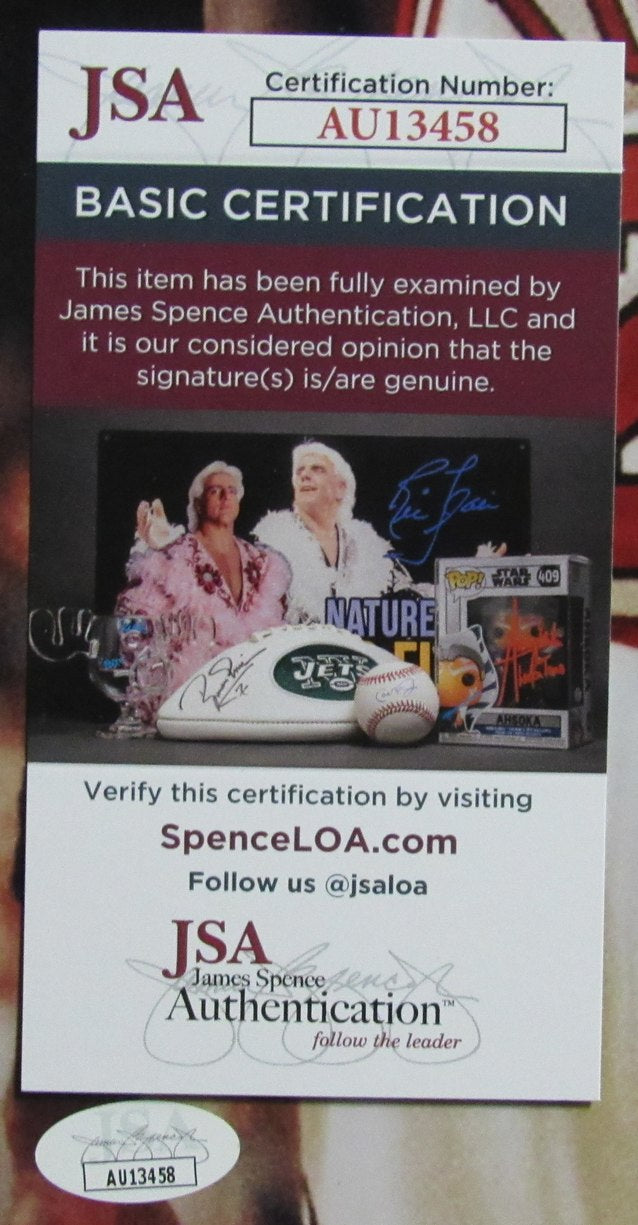 JSA
Certification Number:
AU13458
BASIC CERTIFICATION
This item has been fully examined by
James Spence Authentication, LLC and
it is our considered opinion that the
signature(s) is/are genuine.
NATURE
JETS
POP!
STAR WARS
409
AHSOKA
Verify this certification by visiting
SpenceLOA.com
Follow us @jsaloa
JSA
James Spence
Authentication™
follow the leader
JSA
AU13458